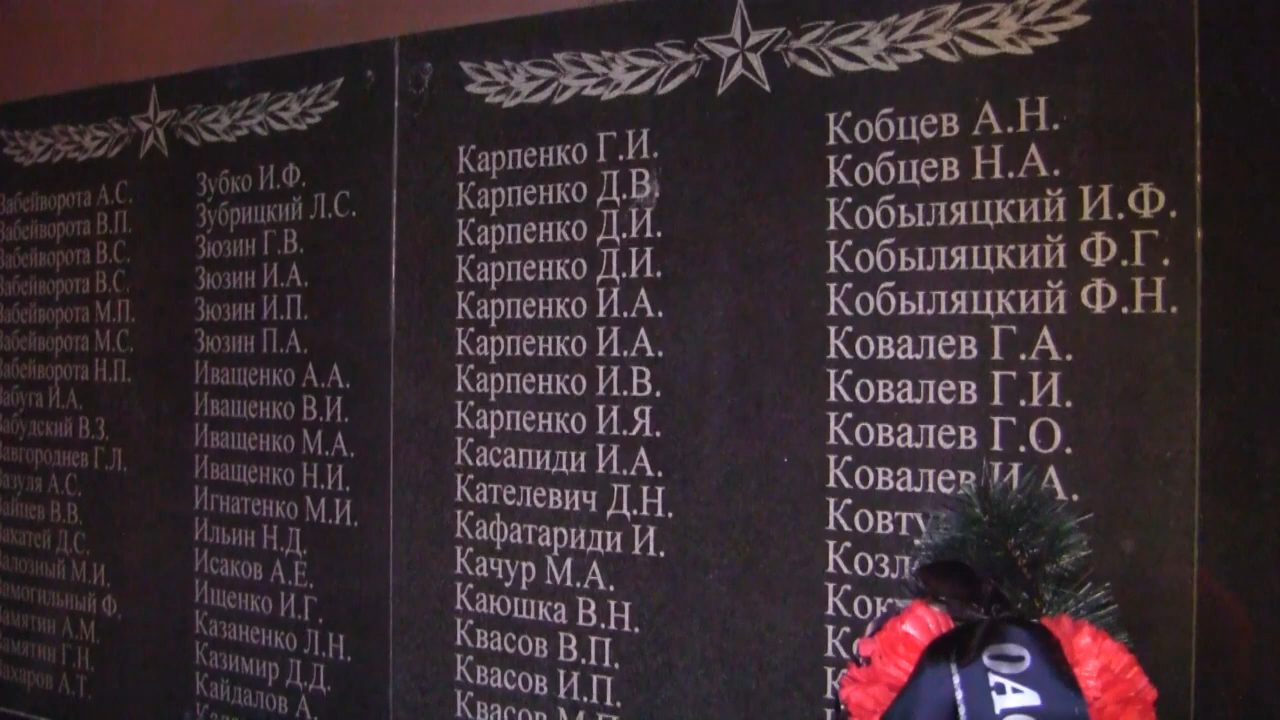 Забейворота А.С.
Забейворота В.П.
Забейворота В.С.
Забейворота В.С.
Забейворота М.П.
Забейворота М.С.
Забейворота Н.П.
Забуга И.А.
Забудский В.З.
Завгороднев Г.Л.
Зазуля А.С.
Зайцев В.В.
Закатей Д.С.
Залозный М.И.
Замогильный Ф.
Замятин А.М.
Замятин Г.Н.
Захаров А.Т.
Зубко И.Ф.
Зубрицкий Л.С.
Зюзин Г.В.
Зюзин И.А.
Зюзин И.П.
Зюзин П.А.
Иващенко А.А.
Иващенко В.И.
Иващенко М.А.
Иващенко Н.И.
Игнатенко М.И.
Ильин Н.Д.
Исаков А.Е.
Ищенко И.Г.
Казаненко Л.Н.
Казимир Д.Д.
Кайдалов А.
Карпенко Г.И.
Карпенко Д.В.
Карпенко Д.И.
Карпенко Д.И.
Карпенко И.А.
Карпенко И.А.
Карпенко И.В.
Карпенко И.Я.
Касапиди И.А.
Кателевич Д.Н.
Кафатариди И.
Качур М.А.
Каюшка В.Н.
Квасов В.П.
Квасов И.П.
Квасов М.П.
Кобцев А.Н.
Кобцев Н.А.
Кобыляцкий И.Ф.
Кобыляцкий Ф.Г.
Кобыляцкий Ф.Н.
Ковалев Г.А.
Ковалев Г.И.
Ковалев Г.О.
Ковалев И.А.